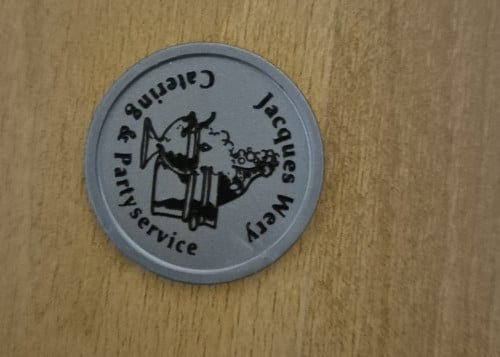 Jacques Wery
Catering & Partyservice